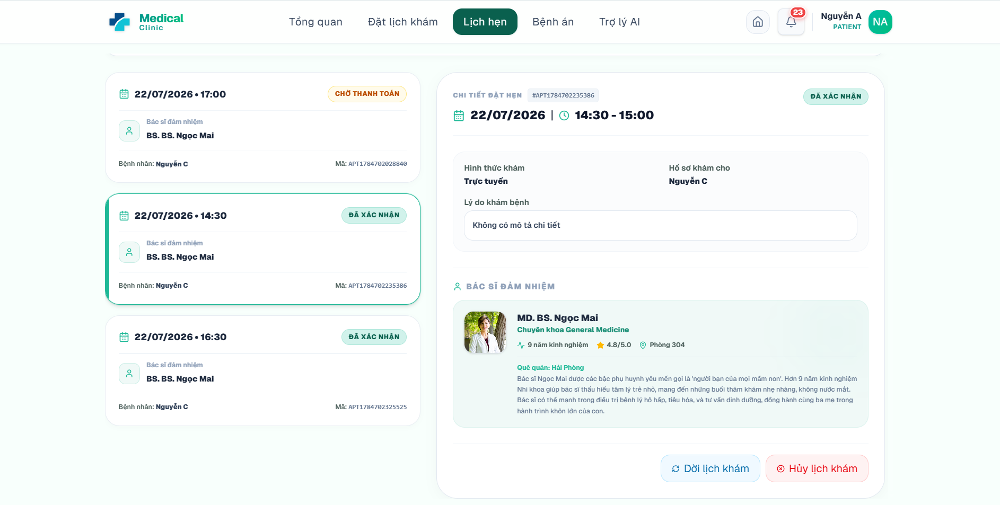 Medical
Clinic
Tổng quan
Đặt lịch khám
Lịch hẹn
Bệnh án
Trợ lý AI
23
Nguyễn A
PATIENT
NA
22/07/2026 • 17:00
CHỜ THANH TOÁN
Bác sĩ đảm nhiệm
BS. BS. Ngọc Mai
Bệnh nhân: Nguyễn C
Mã: APT1784702028840
22/07/2026 • 14:30
ĐÃ XÁC NHẬN
Bác sĩ đảm nhiệm
BS. BS. Ngọc Mai
Bệnh nhân: Nguyễn C
Mã: APT1784702235386
22/07/2026 • 16:30
ĐÃ XÁC NHẬN
Bác sĩ đảm nhiệm
BS. BS. Ngọc Mai
Bệnh nhân: Nguyễn C
Mã: APT1784702325525
CHI TIẾT ĐẶT HẸN
#APT1784702235386
ĐÃ XÁC NHẬN
22/07/2026 | 14:30 - 15:00
Hình thức khám
Trực tuyến
Hồ sơ khám cho
Nguyễn C
Lý do khám bệnh
Không có mô tả chi tiết
BÁC SĨ ĐẢM NHIỆM
MD. BS. Ngọc Mai
Chuyên khoa General Medicine
9 năm kinh nghiệm
4.8/5.0
Phòng 304
Quê quán: Hải Phòng
Bác sĩ Ngọc Mai được các bậc phụ huynh yêu mến gọi là 'người bạn của mọi mầm non'. Hơn 9 năm kinh nghiệm
Nhi khoa giúp bác sĩ thấu hiểu tâm lý trẻ nhỏ, mang đến những buổi thăm khám nhẹ nhàng, không nước mắt.
Bác sĩ có thế mạnh trong điều trị bệnh lý hô hấp, tiêu hóa, và tư vấn dinh dưỡng, đồng hành cùng ba mẹ trong
hành trình khôn lớn của con.
Dời lịch khám
Hủy lịch khám